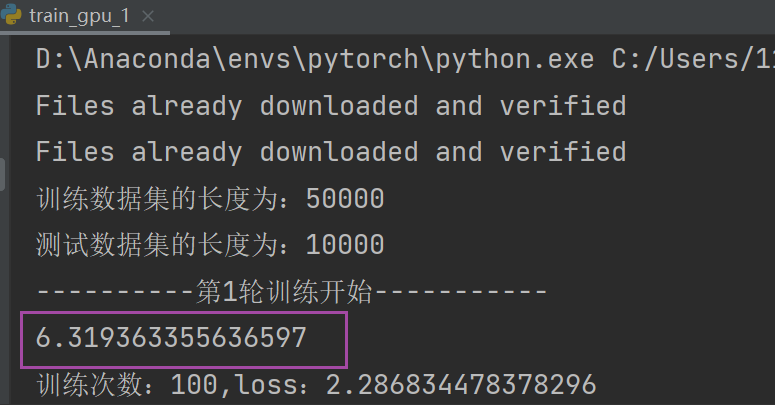 train_gpu_1
D:\Anaconda\envs\pytorch\python.exe C:/Users/11
Files already downloaded and verified
Files already downloaded and verified
训练数据集的长度为：50000
测试数据集的长度为：10000
----------第1轮训练开始-----------
6.319363355636597
训练次数：100,loss：2.286834478378296